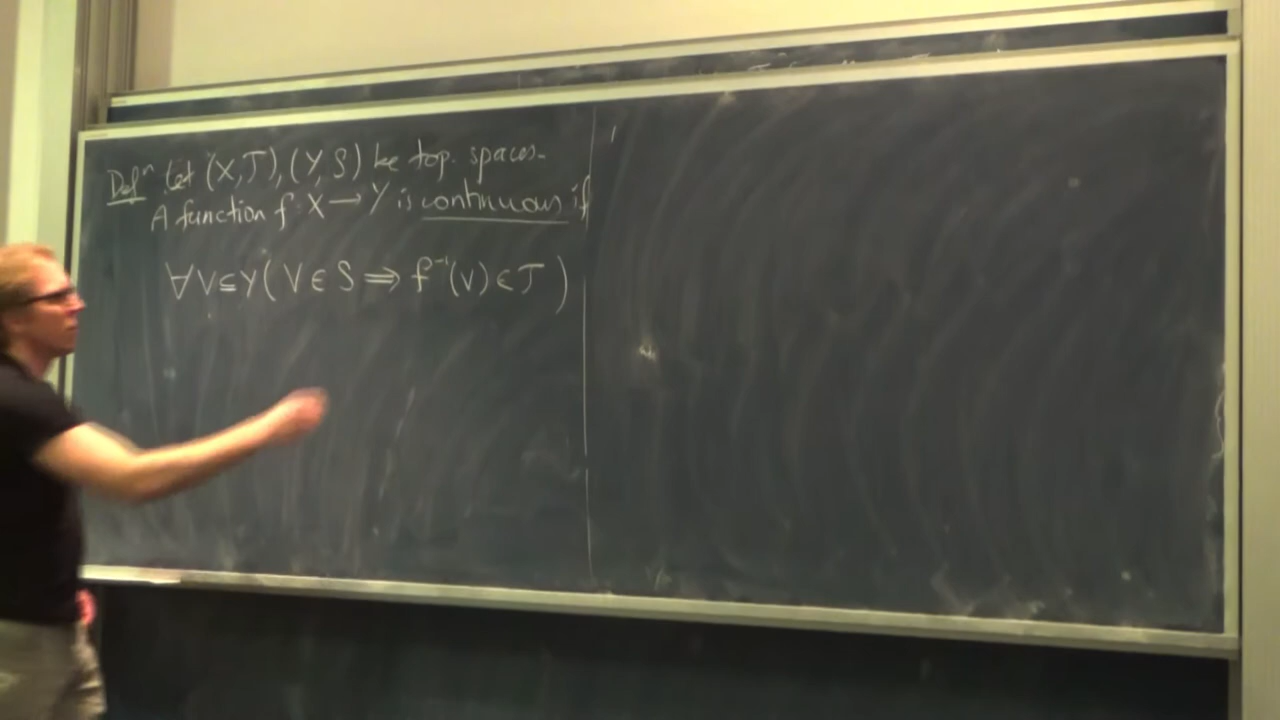 Defⁿ Let (X,T), (Y,S) be top. spaces.
A function f: X → Y is continuous if
∀V⊆Y(V∈S ⟹ f⁻¹(V)∈T)